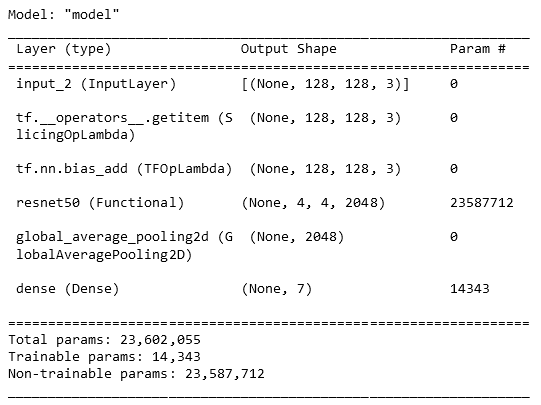 Model: "model"
_________________________________________________________________
Layer (type) Output Shape Param #
=================================================================
input_2 (InputLayer) [(None, 128, 128, 3)] 0
tf.__operators__.getitem (S (None, 128, 128, 3) 0
licingOpLambda)
tf.nn.bias_add (TFOpLambda) (None, 128, 128, 3) 0
resnet50 (Functional) (None, 4, 4, 2048) 23587712
global_average_pooling2d (G (None, 2048) 0
lobalAveragePooling2D)
dense (Dense) (None, 7) 14343
=================================================================
Total params: 23,602,055
Trainable params: 14,343
Non-trainable params: 23,587,712
_________________________________________________________________